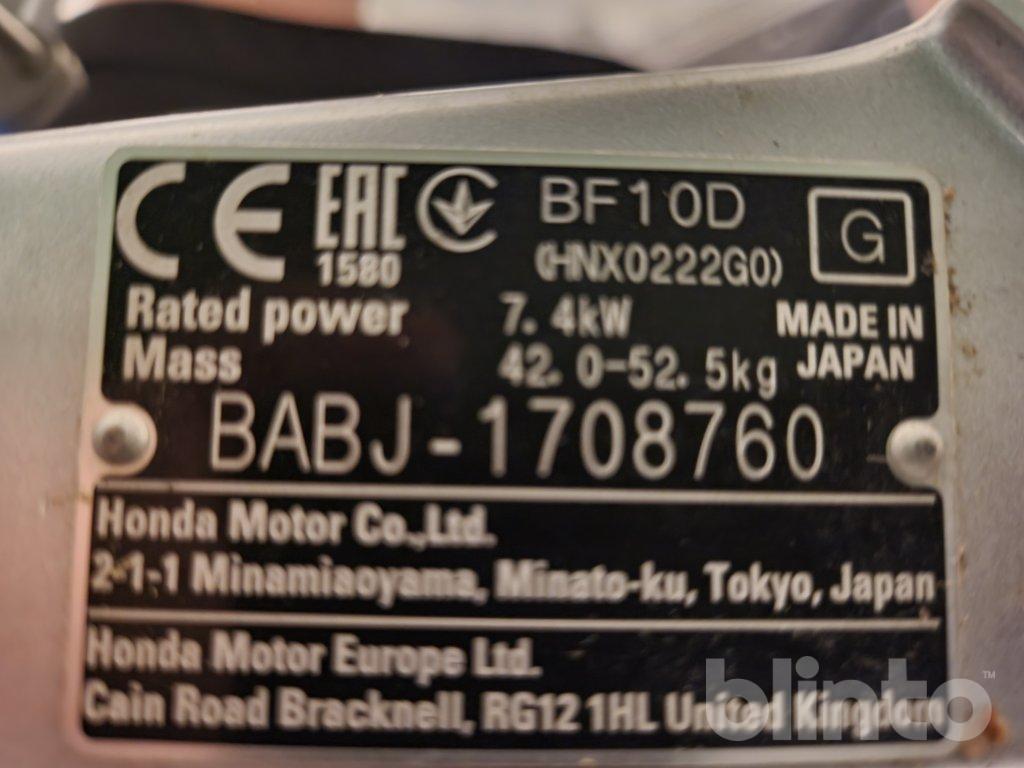 CE EAC BF10D G
1580 (HNX0222G0)
Rated power 7.4kW MADE IN
Mass 42.0-52.5kg JAPAN
BABJ-1708760
Honda Motor Co.,Ltd.
2-1-1 Minamiaoyama, Minato-ku, Tokyo, Japan
Honda Motor Europe Ltd.
Cain Road Bracknell, RG12 1HL United Kingdom
blinto™